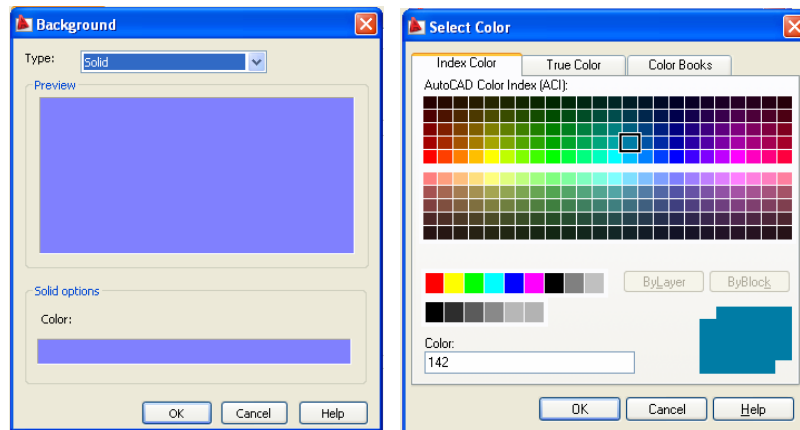 Background
Type: Solid
Preview
Solid options
Color:
OK Cancel Help
Select Color
Index Color True Color Color Books
AutoCAD Color Index (ACI):
ByLayer ByBlock
Color:
142
OK Cancel Help